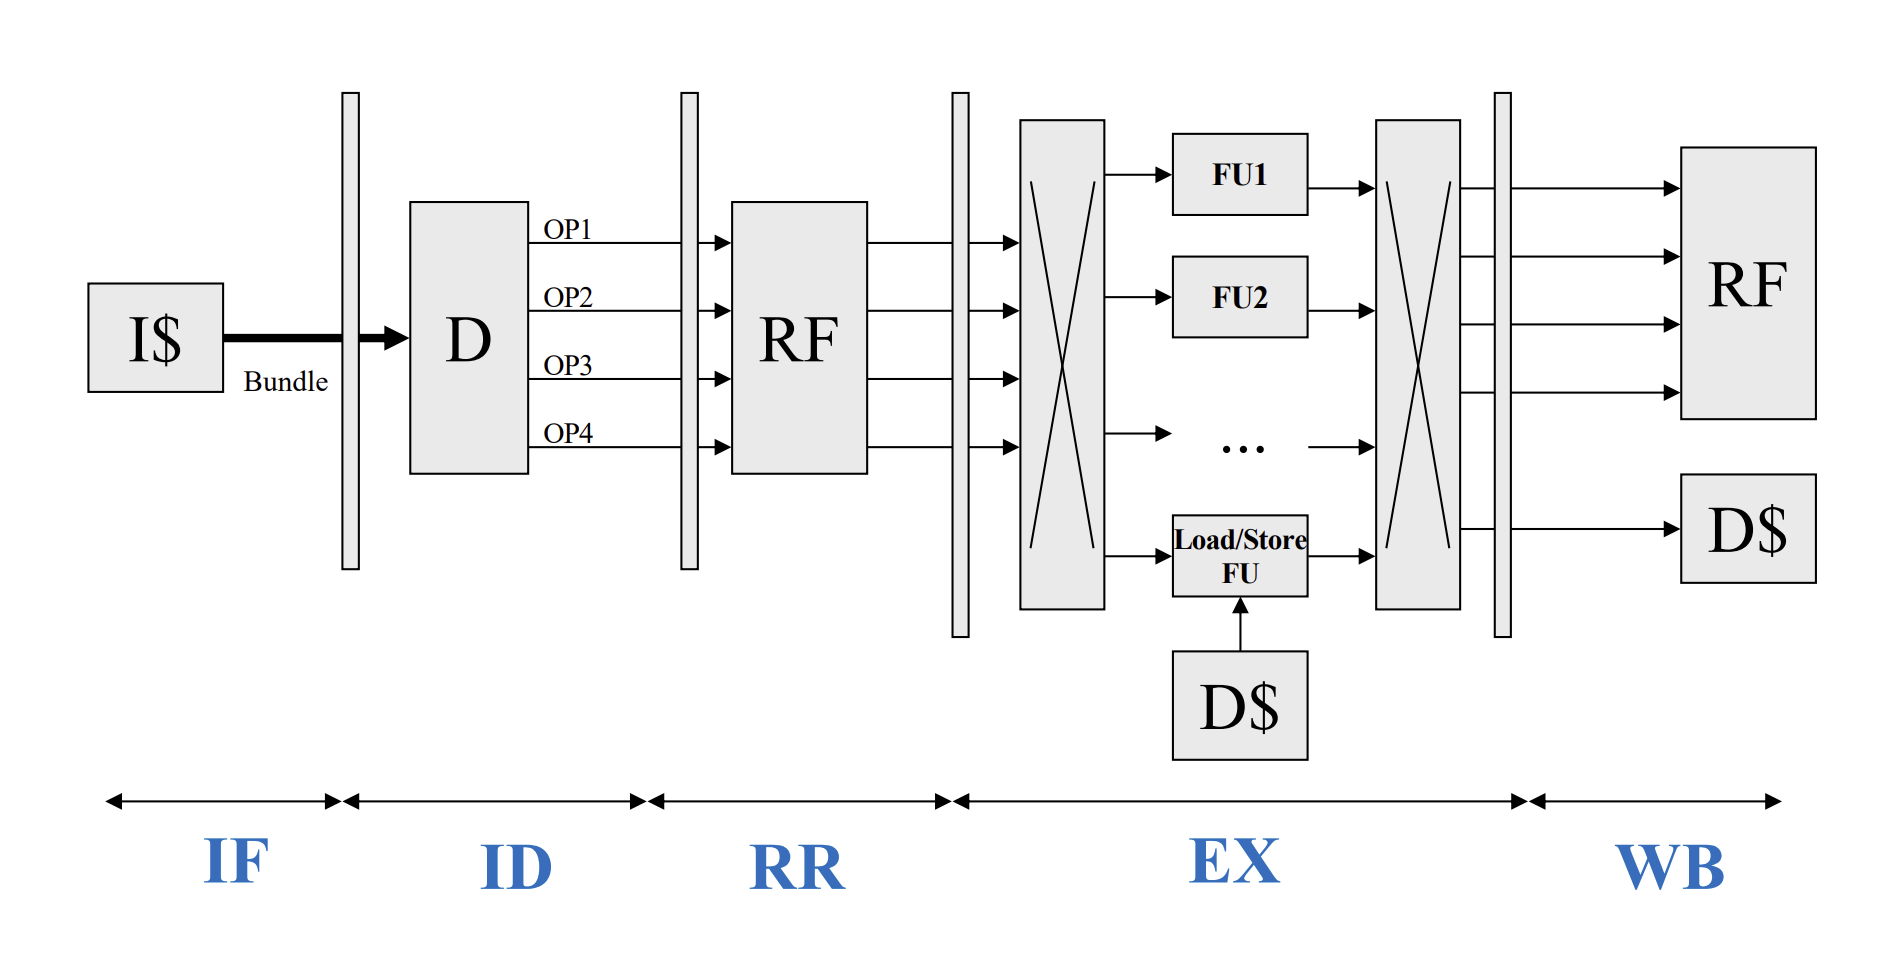 I$
Bundle
D
OP1
OP2
OP3
OP4
RF
FU1
FU2
...
Load/Store
FU
D$
RF
D$
IF
ID
RR
EX
WB